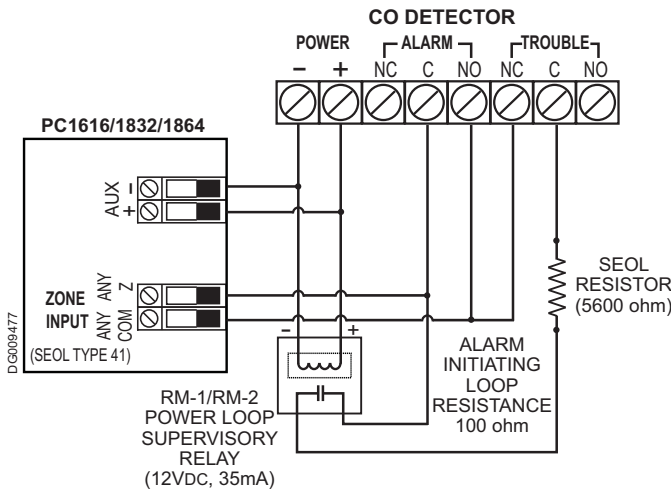 CO DETECTOR
POWER ALARM TROUBLE
– + NC C NO NC C NO
PC1616/1832/1864
AUX
–
+
ZONE
INPUT
ANY Z
ANY COM
(SEOL TYPE 41)
DG009477
– +
RM-1/RM-2
POWER LOOP
SUPERVISORY
RELAY
(12VDC, 35mA)
ALARM
INITIATING
LOOP
RESISTANCE
100 ohm
SEOL
RESISTOR
(5600 ohm)